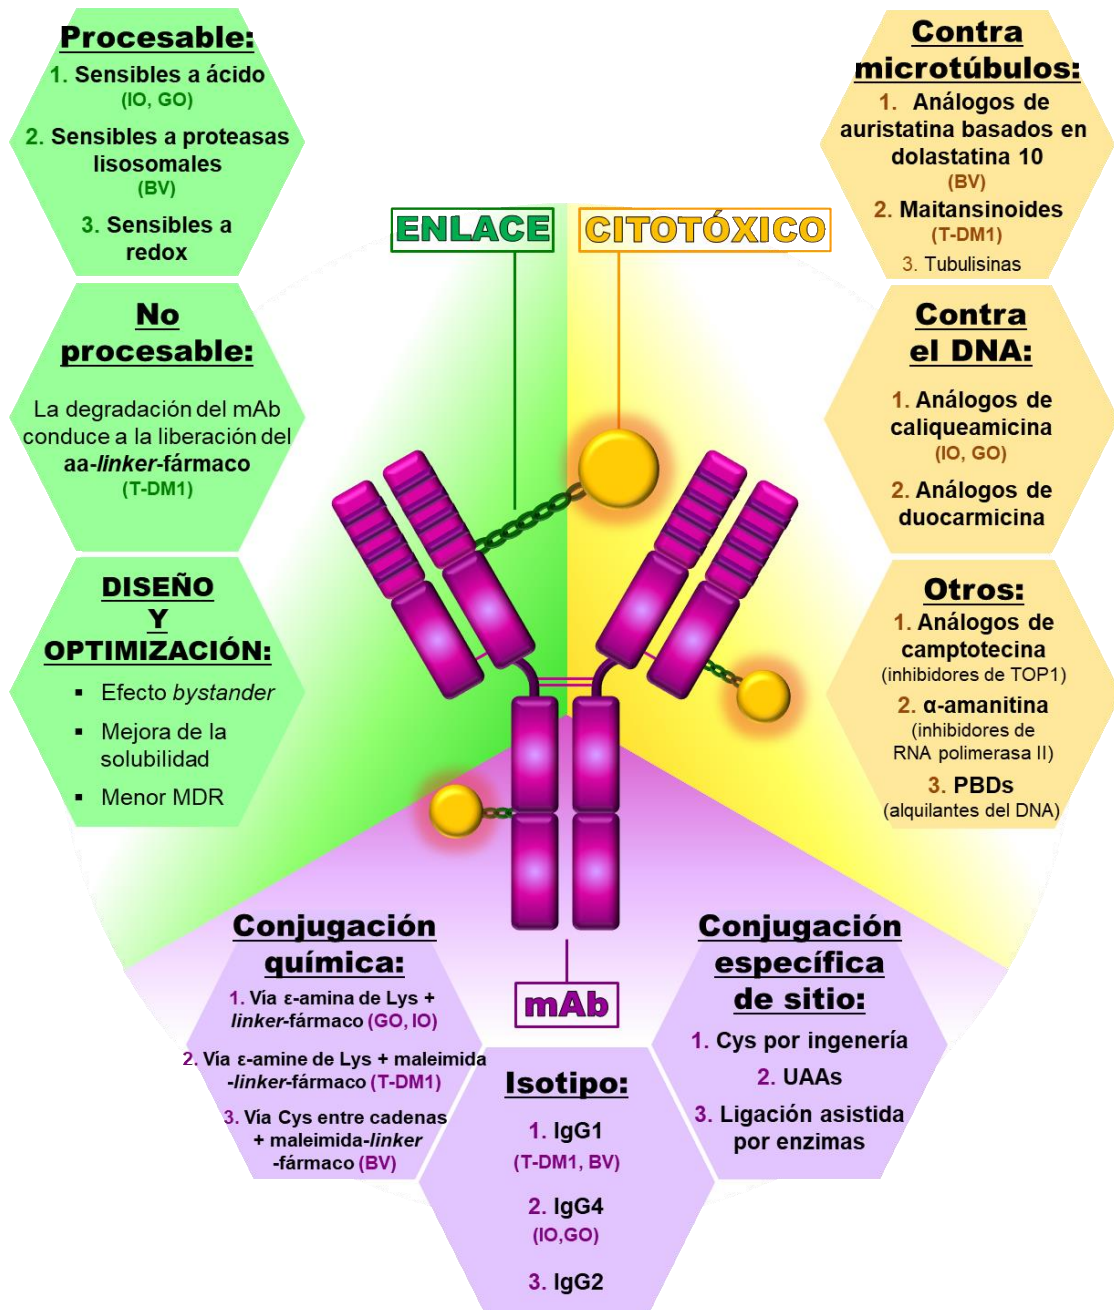 Procesable:
1. Sensibles a ácido
(IO, GO)
2. Sensibles a proteasas
lisosomales
(BV)
3. Sensibles a
redox
No
procesable:
La degradación del mAb
conduce a la liberación del
aa-linker-fármaco
(T-DM1)
DISEÑO
Y
OPTIMIZACIÓN:
▪ Efecto bystander
▪ Mejora de la
solubilidad
▪ Menor MDR
ENLACE
CITOTÓXICO
Contra
microtúbulos:
1. Análogos de
auristatina basados en
dolastatina 10
(BV)
2. Maitansinoides
(T-DM1)
3. Tubulisinas
Contra
el DNA:
1. Análogos de
caliqueamicina
(IO, GO)
2. Análogos de
duocarmicina
Otros:
1. Análogos de
camptotecina
(inhibidores de TOP1)
2. α-amanitina
(inhibidores de
RNA polimerasa II)
3. PBDs
(alquilantes del DNA)
Conjugación
química:
1. Vía ε-amina de Lys +
linker-fármaco (GO, IO)
2. Vía ε-amine de Lys + maleimida
-linker-fármaco (T-DM1)
3. Vía Cys entre cadenas
+ maleimida-linker
-fármaco (BV)
mAb
Isotipo:
1. IgG1
(T-DM1, BV)
2. IgG4
(IO,GO)
3. IgG2
Conjugación
específica
de sitio:
1. Cys por ingenería
2. UAAs
3. Ligación asistida
por enzimas